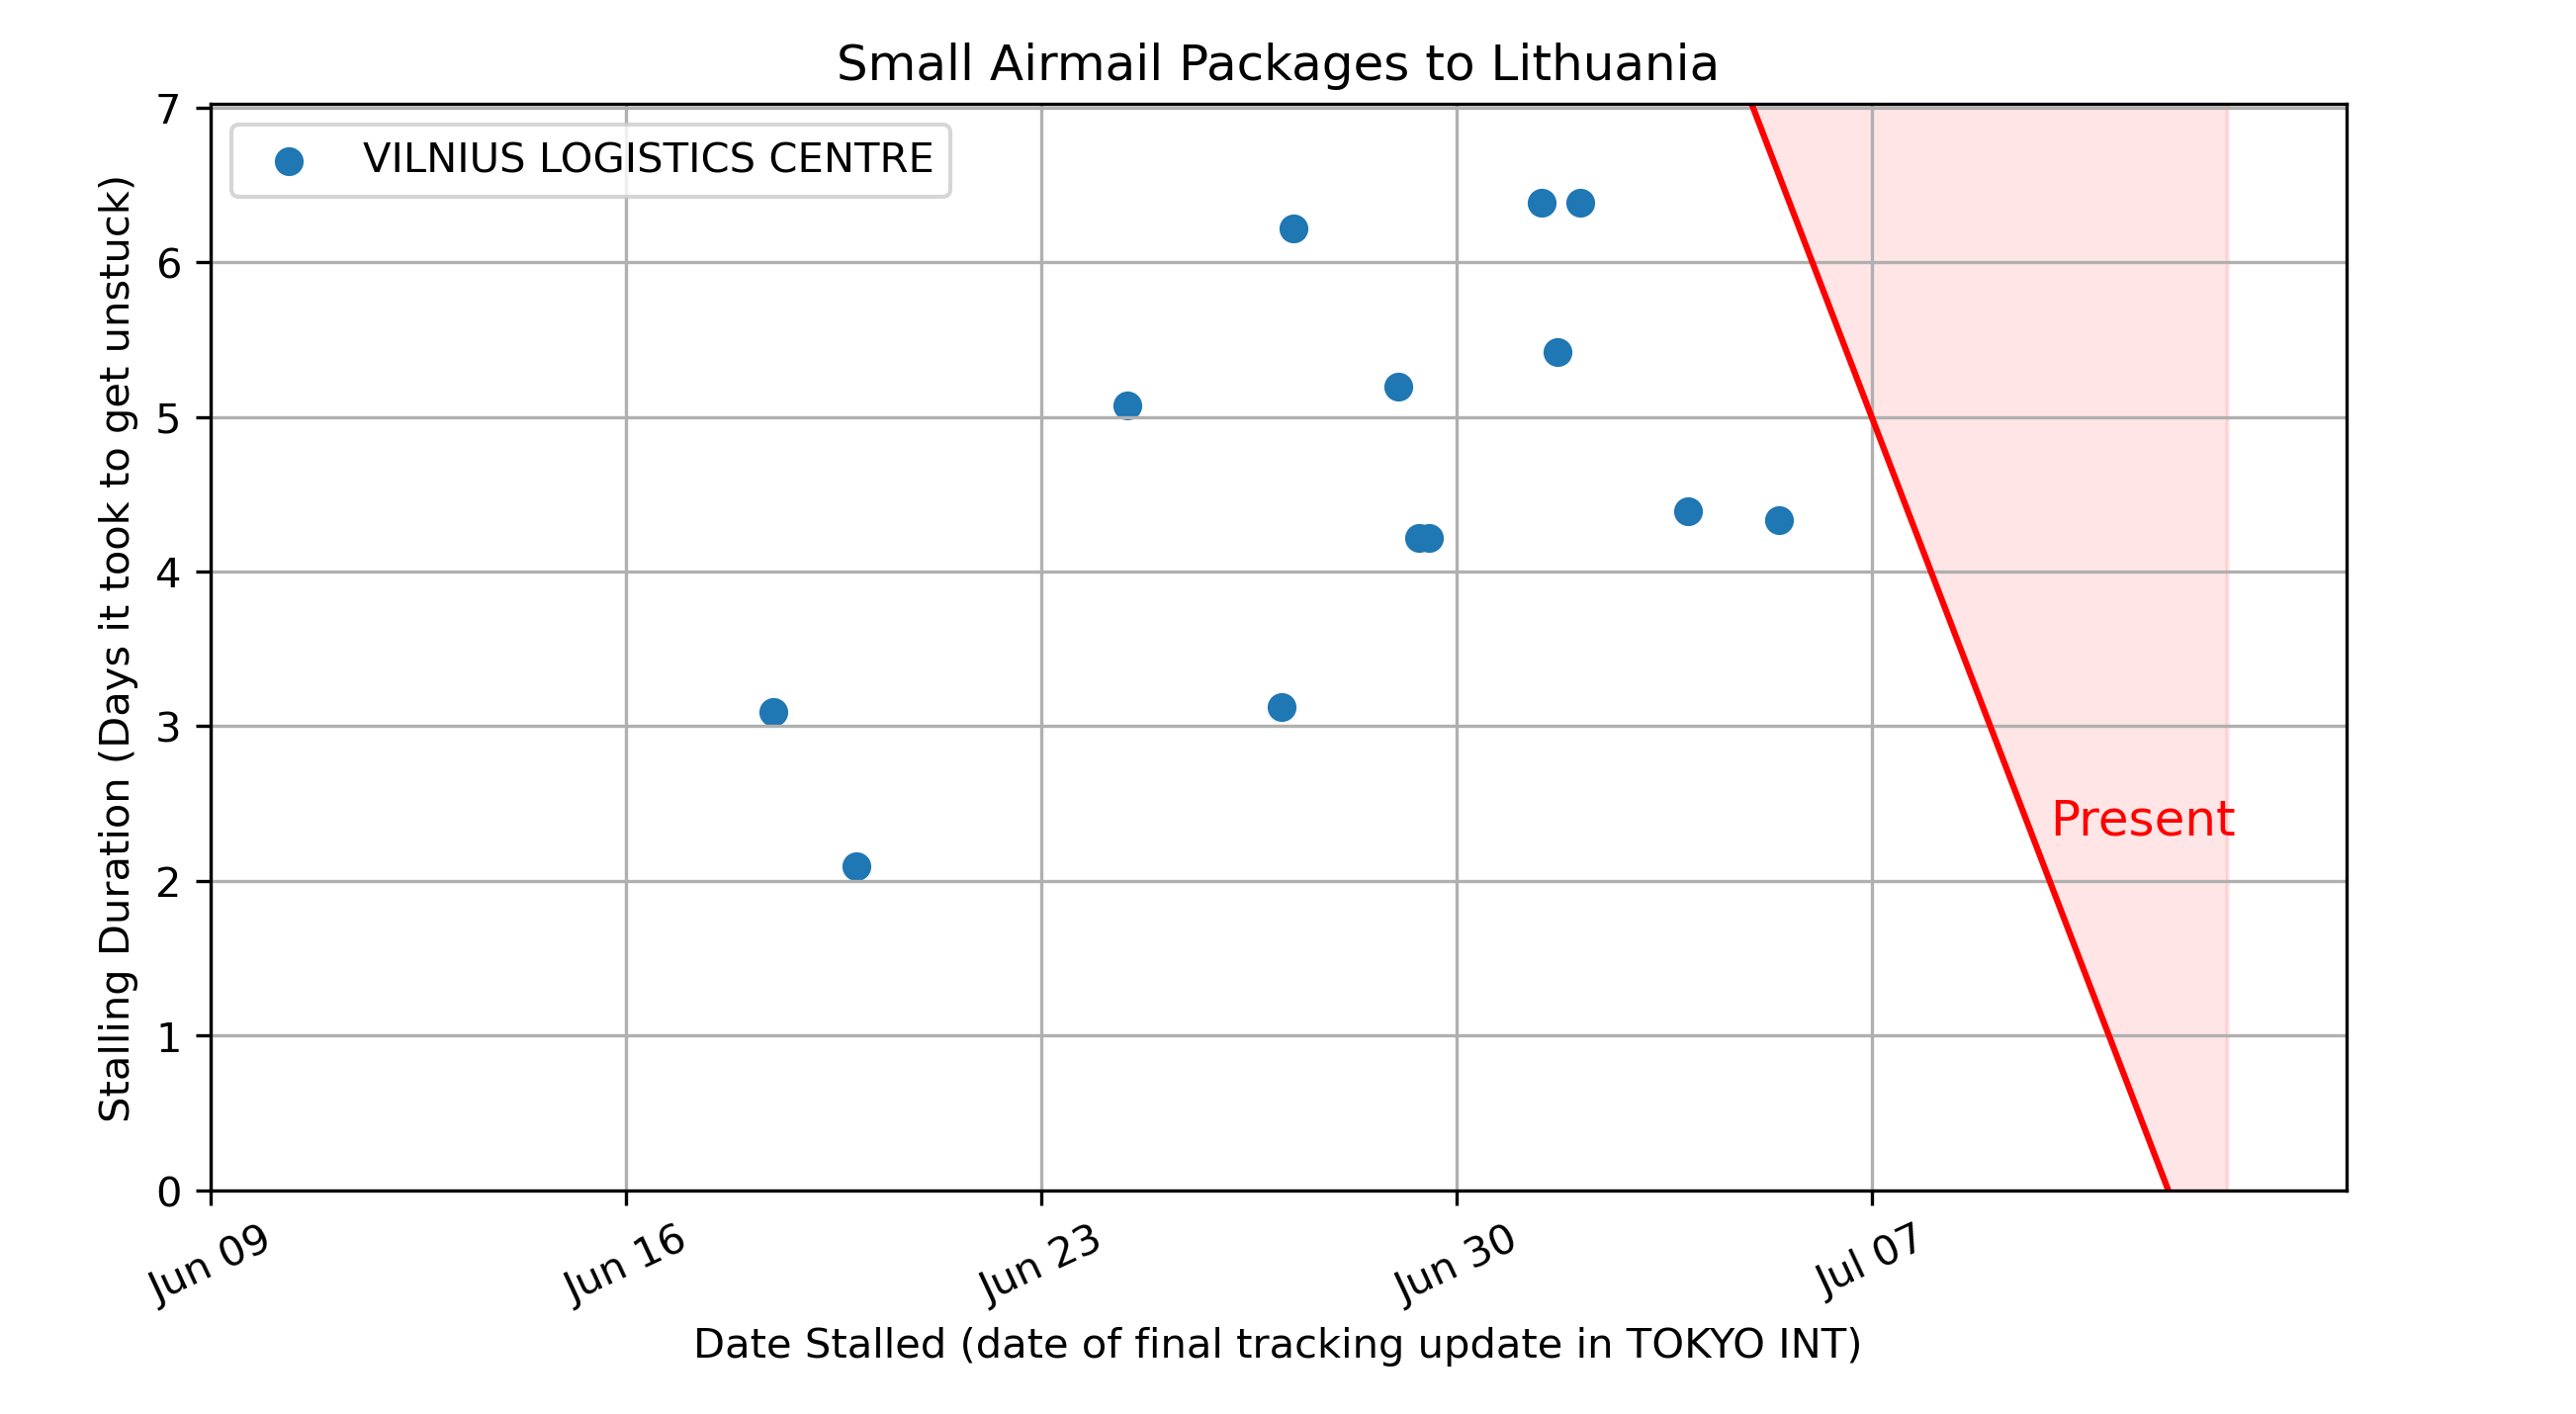 Small Airmail Packages to Lithuania
VILNIUS LOGISTICS CENTRE
Stalling Duration (Days it took to get unstuck)
7
6
5
4
3
2
1
0
Present
Jun 09
Jun 16
Jun 23
Jun 30
Jul 07
Date Stalled (date of final tracking update in TOKYO INT)